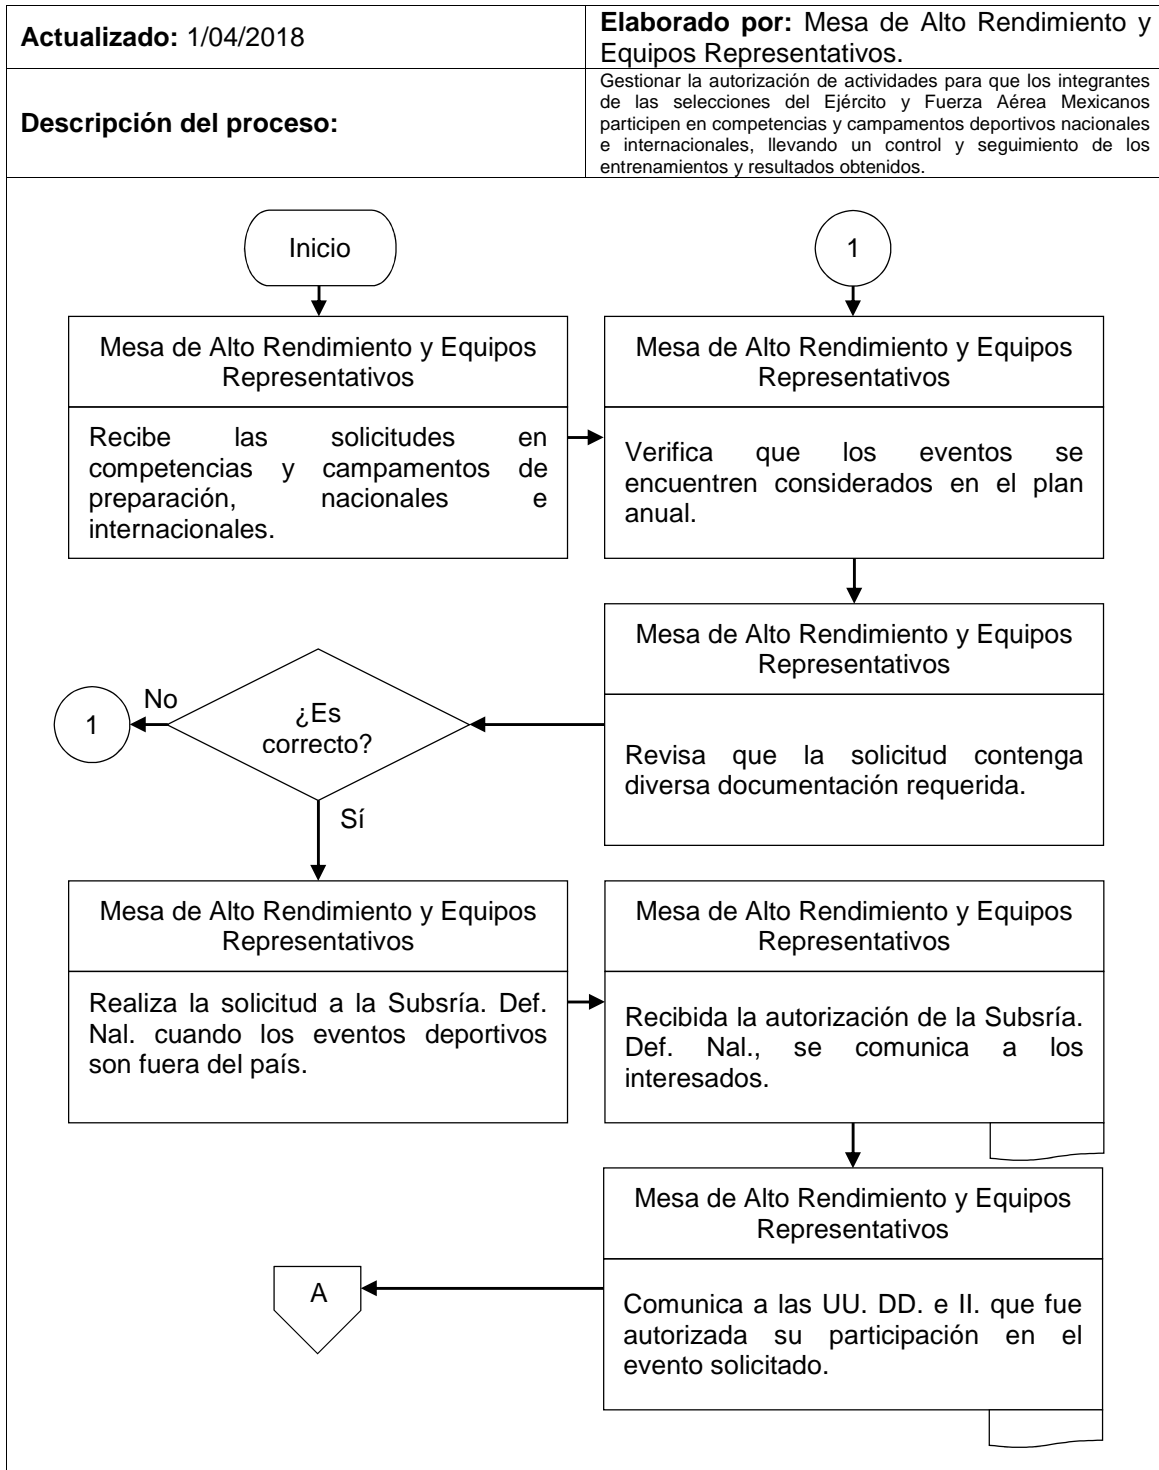 Actualizado: 1/04/2018
Elaborado por: Mesa de Alto Rendimiento y
Equipos Representativos.
Descripción del proceso:
Gestionar la autorización de actividades para que los integrantes
de las selecciones del Ejército y Fuerza Aérea Mexicanos
participen en competencias y campamentos deportivos nacionales
e internacionales, llevando un control y seguimiento de los
entrenamientos y resultados obtenidos.
Inicio
Mesa de Alto Rendimiento y Equipos
Representativos
Recibe las solicitudes en
competencias y campamentos de
preparación, nacionales e
internacionales.
1
Mesa de Alto Rendimiento y Equipos
Representativos
Verifica que los eventos se
encuentren considerados en el plan
anual.
Mesa de Alto Rendimiento y Equipos
Representativos
Revisa que la solicitud contenga
diversa documentación requerida.
¿Es
correcto?
No
1
Sí
Mesa de Alto Rendimiento y Equipos
Representativos
Realiza la solicitud a la Subsría. Def.
Nal. cuando los eventos deportivos
son fuera del país.
Mesa de Alto Rendimiento y Equipos
Representativos
Recibida la autorización de la Subsría.
Def. Nal., se comunica a los
interesados.
Mesa de Alto Rendimiento y Equipos
Representativos
Comunica a las UU. DD. e II. que fue
autorizada su participación en el
evento solicitado.
A